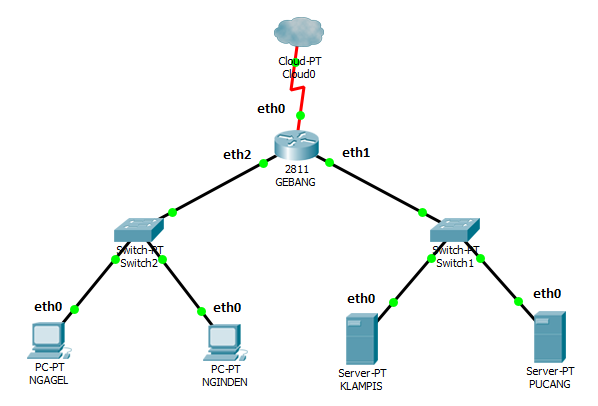 Cloud-PT
Cloud0
eth0
eth2
eth1
2811
GEBANG
Switch-PT
Switch2
Switch-PT
Switch1
eth0
eth0
eth0
eth0
PC-PT
NGAGEL
PC-PT
NGINDEN
Server-PT
KLAMPIS
Server-PT
PUCANG